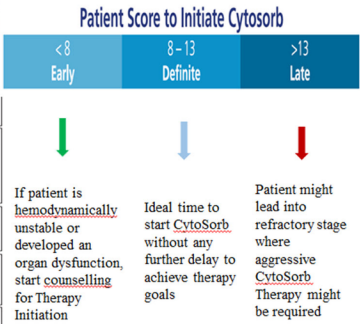 Patient Score to Initiate Cytosorb
<8
Early
8-13
Definite
>13
Late
If patient is
hemodynamically
unstable or
developed an
organ dysfunction,
start counselling
for Therapy
Initiation
Ideal time to
start CytoSorb
without any
further delay to
achieve therapy
goals
Patient might
lead into
refractory stage
where
aggressive
CytoSorb
Therapy might
be required